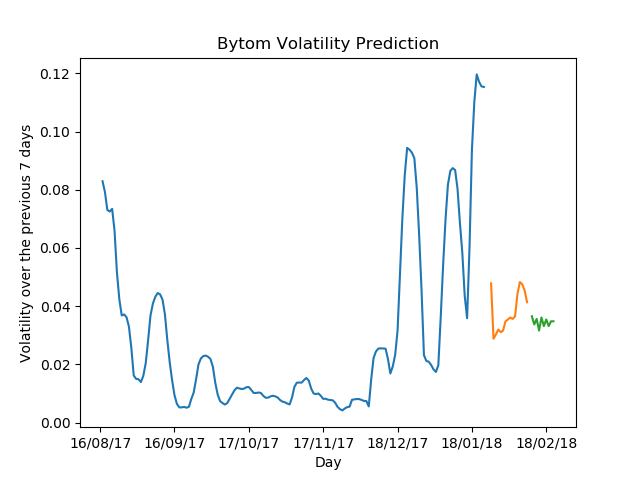 Bytom Volatility Prediction
Volatility over the previous 7 days
0.12
0.10
0.08
0.06
0.04
0.02
0.00
16/08/17 16/09/17 17/10/17 17/11/17 18/12/17 18/01/18 18/02/18
Day